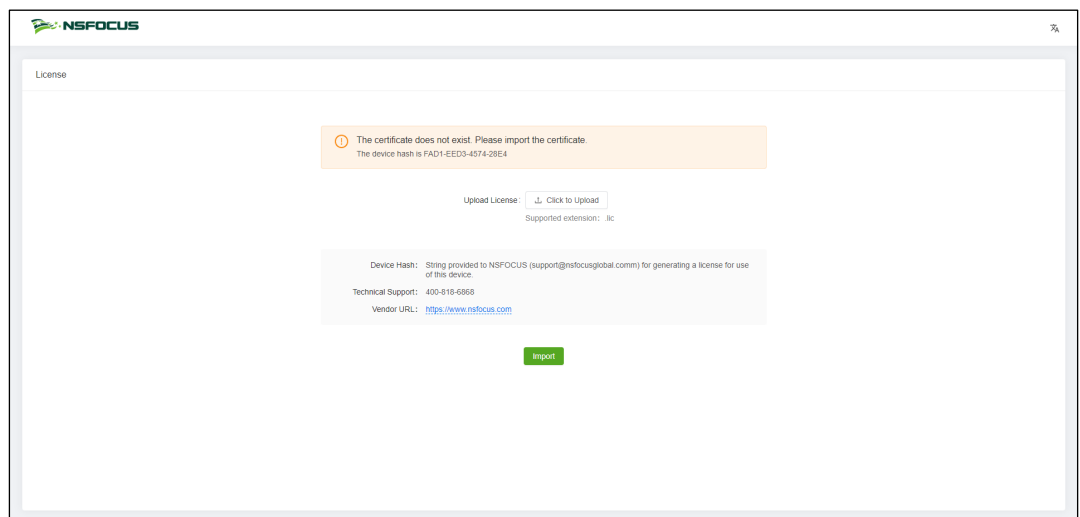 NSFOCUS
License
The certificate does not exist. Please import the certificate.
The device hash is FAD1-EED3-4574-28E4
Upload License: Click to Upload
Supported extension: .lic
Device Hash: String provided to NSFOCUS (support@nsfocusglobal.comm) for generating a license for use
of this device.
Technical Support: 400-818-6868
Vendor URL: https://www.nsfocus.com
Import